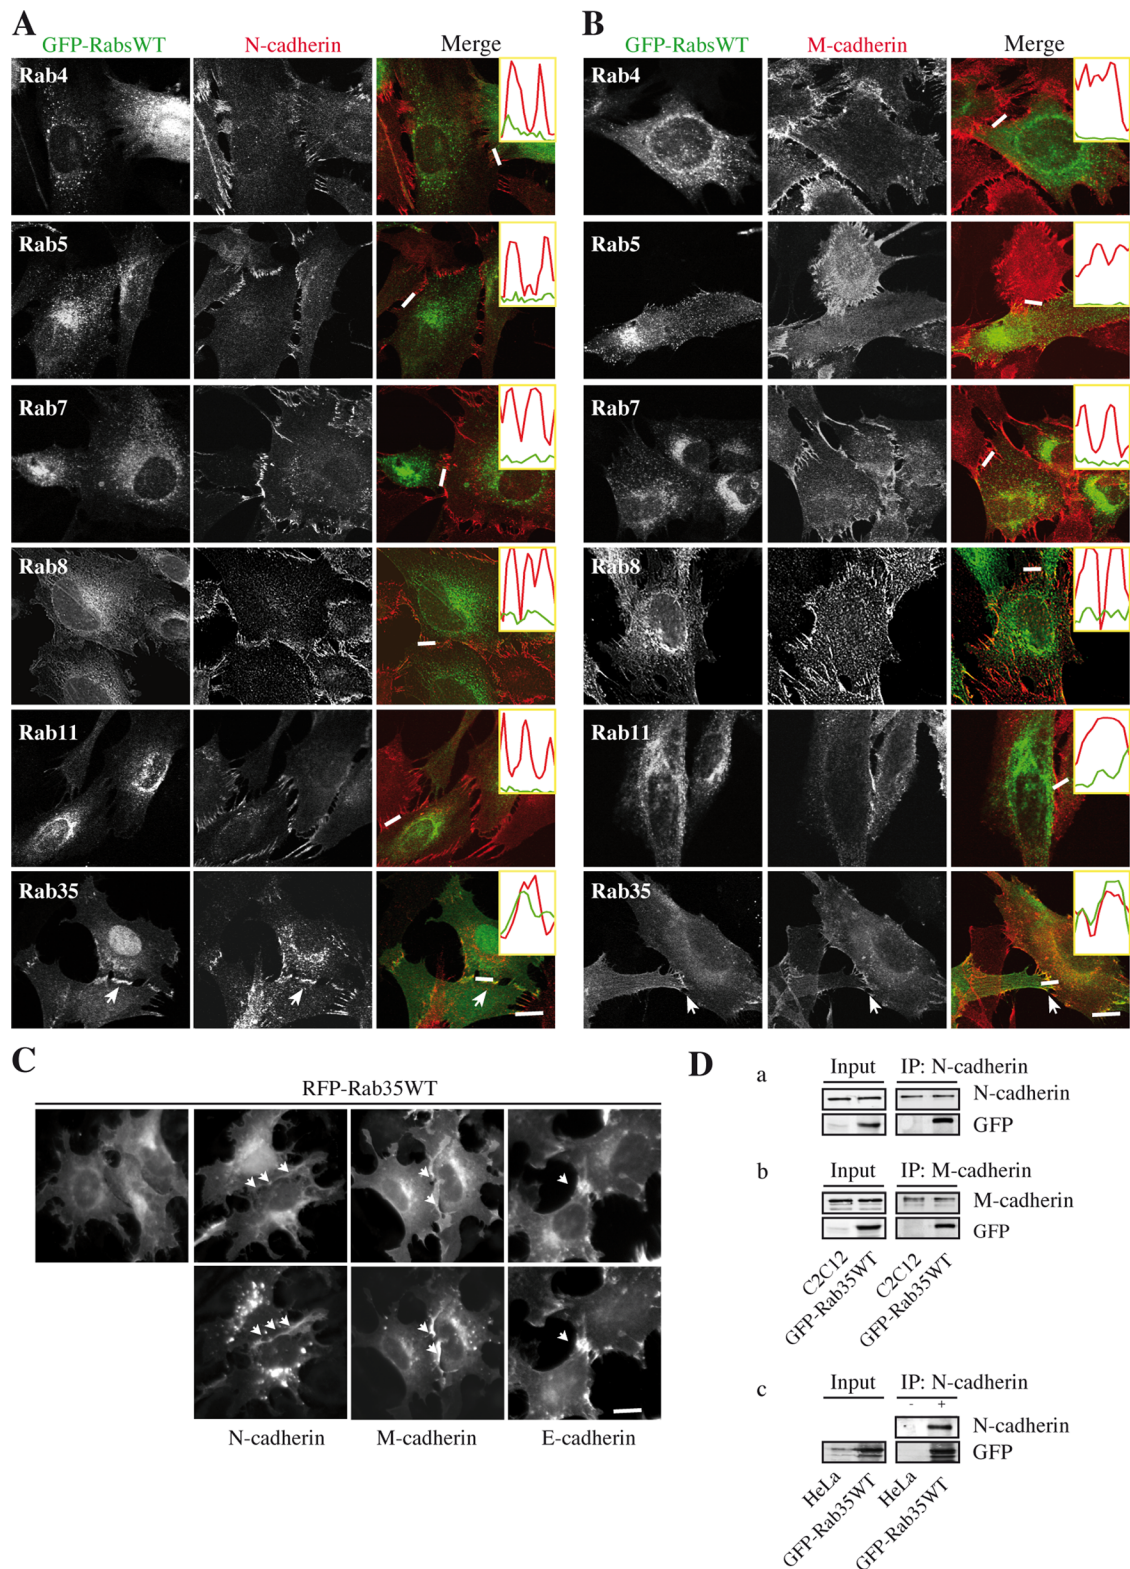 A
GFP-RabsWT N-cadherin Merge
Rab4
Rab5
Rab7
Rab8
Rab11
Rab35
B
GFP-RabsWT M-cadherin Merge
Rab4
Rab5
Rab7
Rab8
Rab11
Rab35
C
RFP-Rab35WT
N-cadherin M-cadherin E-cadherin
D
a
Input IP: N-cadherin
N-cadherin
GFP
b
Input IP: M-cadherin
M-cadherin
GFP
C2C12
GFP-Rab35WT
C2C12
GFP-Rab35WT
c
Input IP: N-cadherin
- +
N-cadherin
GFP
HeLa
GFP-Rab35WT
HeLa
GFP-Rab35WT